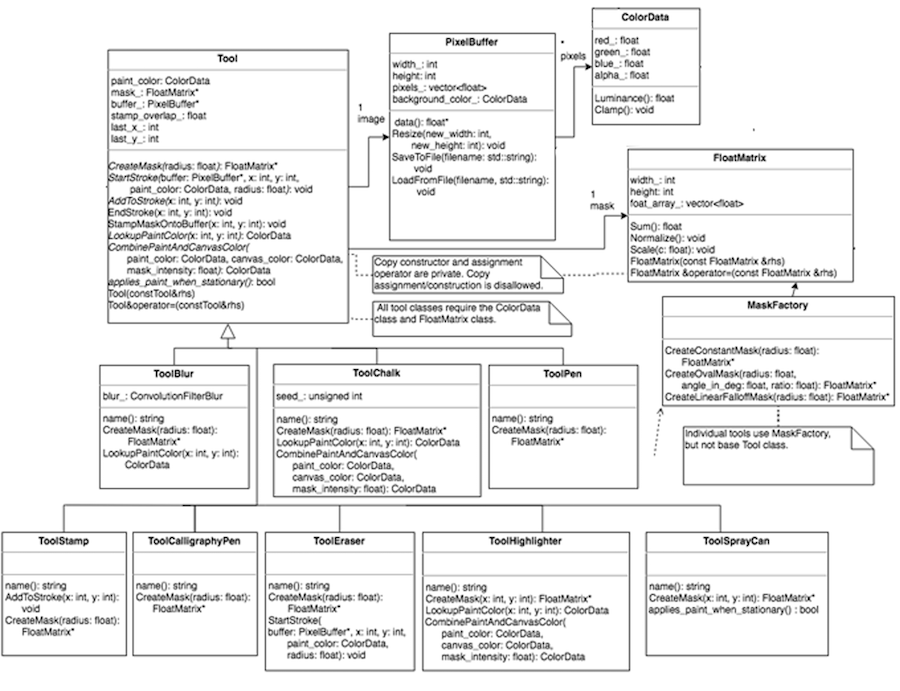 ColorData
red_: float
green_: float
blue_: float
alpha_: float
Luminance(): float
Clamp(): void
PixelBuffer
width_: int
height: int
pixels_: vector<float>
background_color_: ColorData
data(): float*
Resize(new_width: int,
new_height: int): void
SaveToFile(filename: std::string):
void
LoadFromFile(filename, std::string):
void
*
pixels
Tool
paint_color: ColorData
mask_: FloatMatrix*
buffer_: PixelBuffer*
stamp_overlap_: float
last_x_: int
last_y_: int
CreateMask(radius: float): FloatMatrix*
StartStroke(buffer: PixelBuffer*, x: int, y: int,
paint_color: ColorData, radius: float): void
AddToStroke(x: int, y: int): void
EndStroke(x: int, y: int): void
StampMaskOntoBuffer(x: int, y: int): void
LookupPaintColor(x: int, y: int): ColorData
CombinePaintAndCanvasColor(
paint_color: ColorData, canvas_color: ColorData,
mask_intensity: float): ColorData
applies_paint_when_stationary(): bool
Tool(constTool&rhs)
Tool&operator=(constTool&rhs)
1
image
1
mask
FloatMatrix
width_: int
height: int
foat_array_: vector<float>
Sum(): float
Normalize(): void
Scale(c: float): void
FloatMatrix(const FloatMatrix &rhs)
FloatMatrix &operator=(const FloatMatrix &rhs)
Copy constructor and assignment
operator are private. Copy
assignment/construction is disallowed.
All tool classes require the ColorData
class and FloatMatrix class.
MaskFactory
CreateConstantMask(radius: float):
FloatMatrix*
CreateOvalMask(radius: float,
angle_in_deg: float, ratio: float): FloatMatrix*
CreateLinearFalloffMask(radius: float): FloatMatrix*
Individual tools use MaskFactory,
but not base Tool class.
ToolBlur
blur_: ConvolutionFilterBlur
name(): string
CreateMask(radius: float):
FloatMatrix*
LookupPaintColor(x: int, y: int):
ColorData
ToolChalk
seed_: unsigned int
name(): string
CreateMask(radius: float): FloatMatrix*
LookupPaintColor(x: int, y: int): ColorData
CombinePaintAndCanvasColor(
paint_color: ColorData,
canvas_color: ColorData,
mask_intensity: float): ColorData
ToolPen
name(): string
CreateMask(radius: float):
FloatMatrix*
ToolStamp
name(): string
AddToStroke(x: int, y: int):
void
CreateMask(radius: float):
FloatMatrix*
ToolCalligraphyPen
name(): string
CreateMask(radius: float):
FloatMatrix*
ToolEraser
name(): string
CreateMask(radius: float):
FloatMatrix*
StartStroke(
buffer: PixelBuffer*, x: int, y: int,
paint_color: ColorData,
radius: float): void
ToolHighlighter
name(): string
CreateMask(x: int, y: int): FloatMatrix*
LookupPaintColor(x: int, y: int): ColorData
CombinePaintAndCanvasColor(
paint_color: ColorData,
canvas_color: ColorData,
mask_intensity: float): ColorData
ToolSprayCan
name(): string
CreateMask(x: int, y: int): FloatMatrix*
applies_paint_when_stationary() : bool